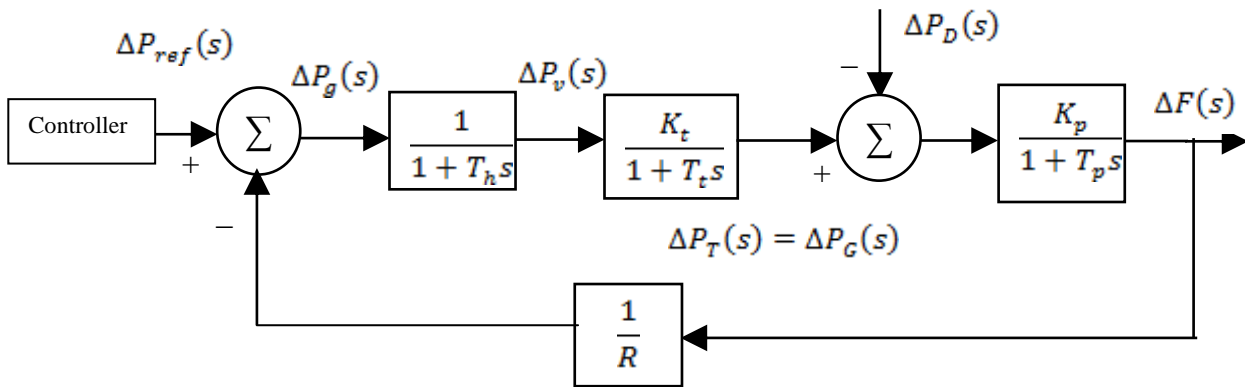 ΔP_ref(s)
ΔP_g(s)
ΔP_v(s)
ΔP_D(s)
ΔF(s)
Controller
+
∑
1
1 + T_h s
K_t
1 + T_t s
+
−
∑
K_p
1 + T_p s
−
ΔP_T(s) = ΔP_G(s)
1
R